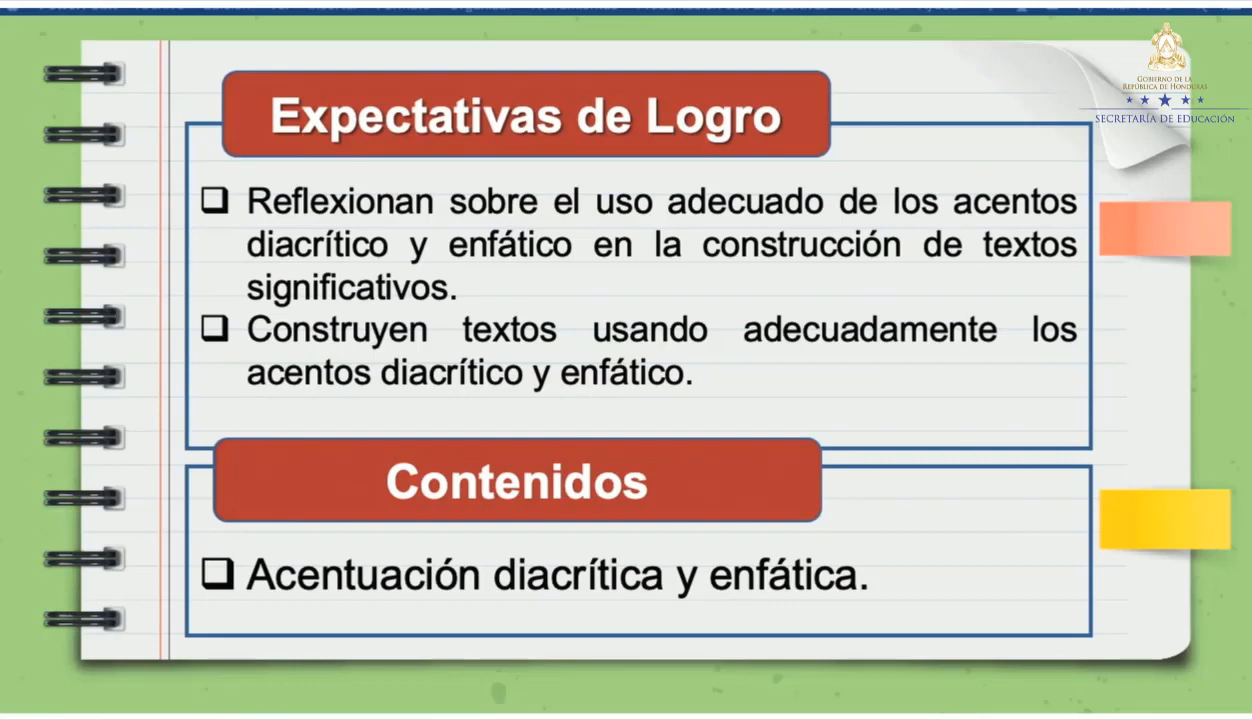 GOBIERNO DE LA
REPÚBLICA DE HONDURAS
SECRETARÍA DE EDUCACIÓN
Expectativas de Logro
❑ Reflexionan sobre el uso adecuado de los acentos
diacrítico y enfático en la construcción de textos
significativos.
❑ Construyen textos usando adecuadamente los
acentos diacrítico y enfático.
Contenidos
❑ Acentuación diacrítica y enfática.